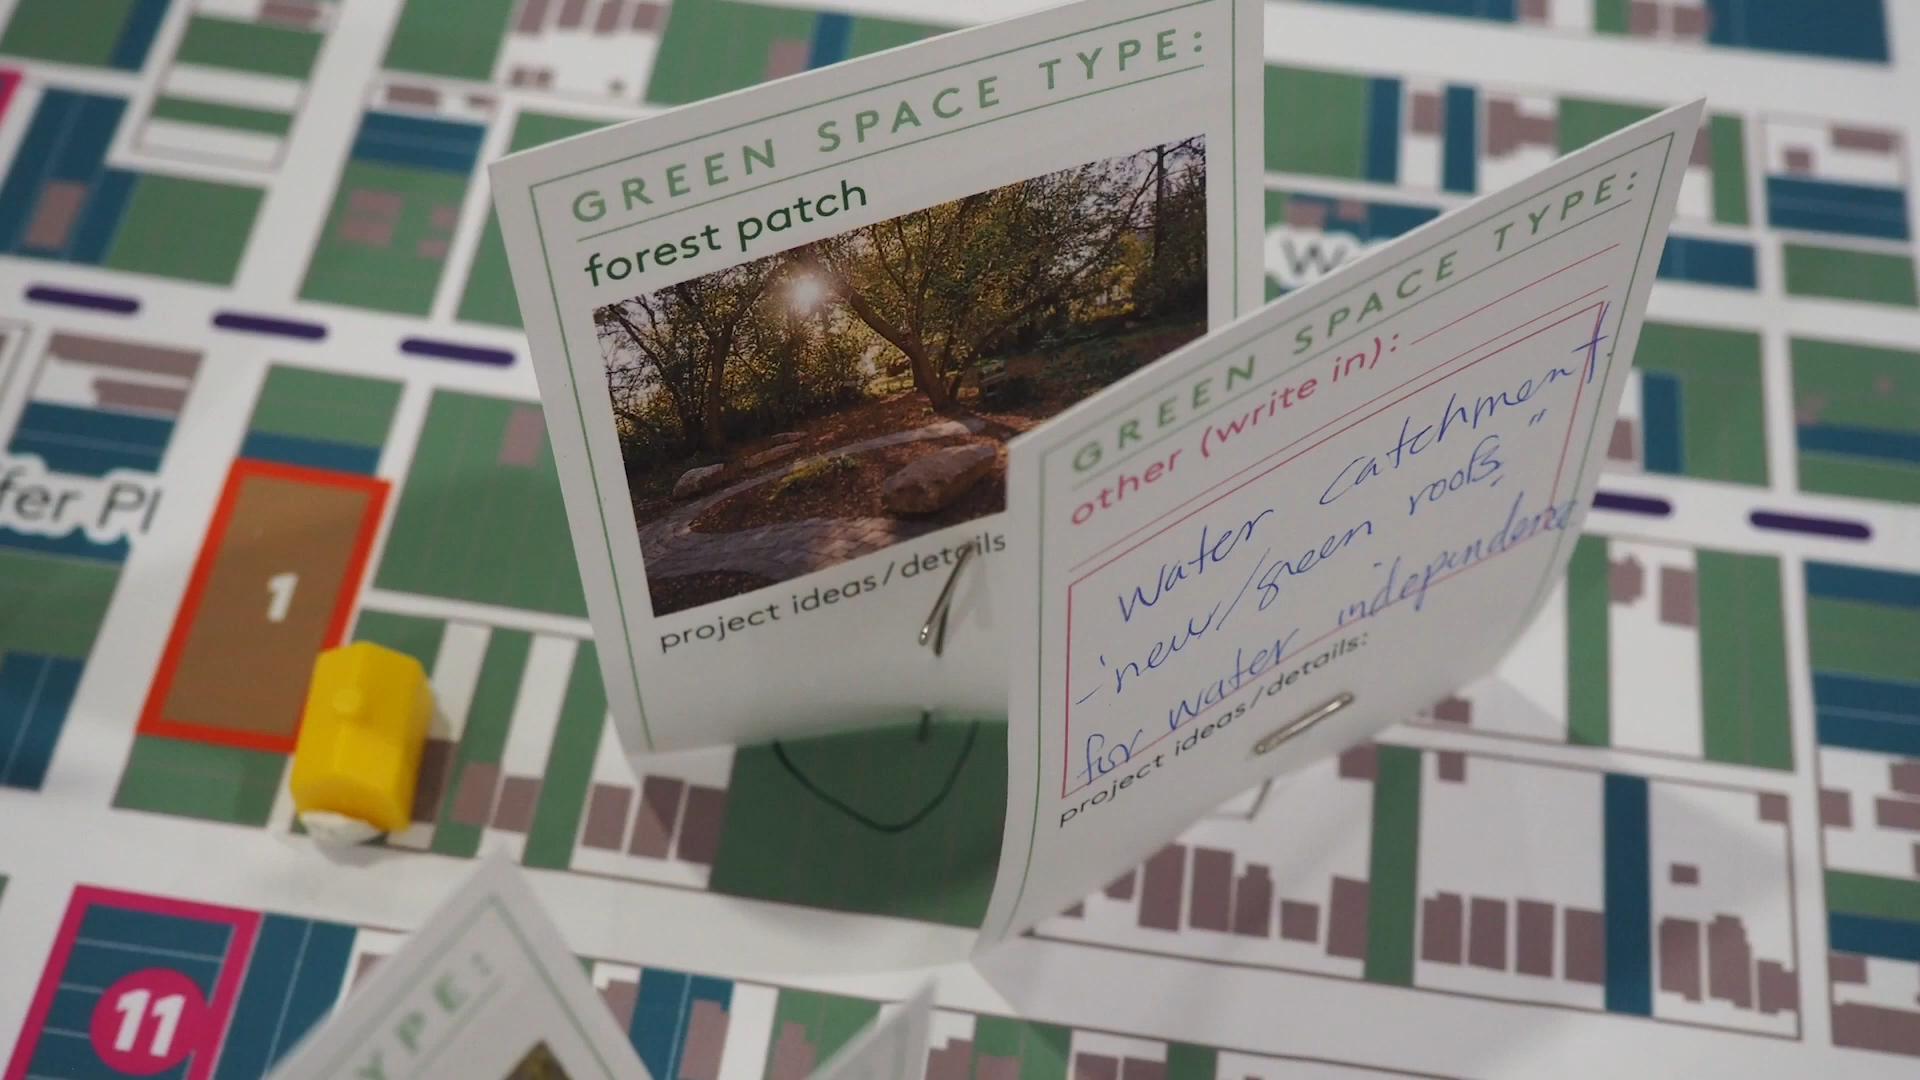 GREEN SPACE TYPE:
forest patch
project ideas/details
GREEN SPACE TYPE:
other (write in):
water catchment
- new/green roofs "
for water independence
project ideas/details:
fer Pl
W
1
11
YPE: